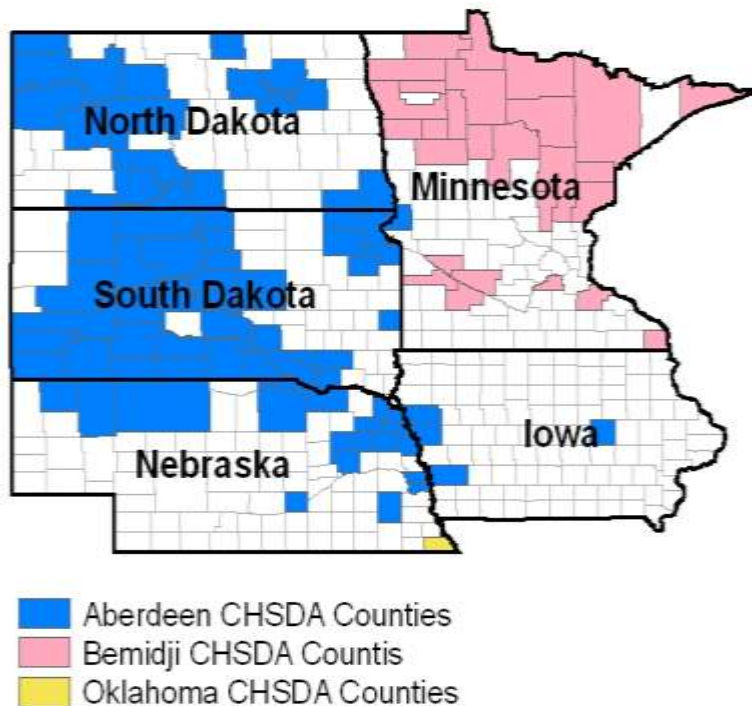 North Dakota
Minnesota
South Dakota
Iowa
Nebraska
Aberdeen CHSDA Counties
Bemidji CHSDA Countis
Oklahoma CHSDA Counties